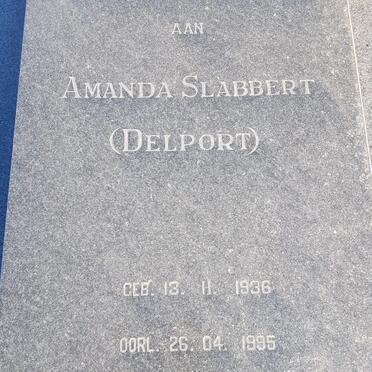 AAN
AMANDA SLABBERT
(DELPORT)
GEB. 13. 11. 1936
OORL. 26. 04. 1995